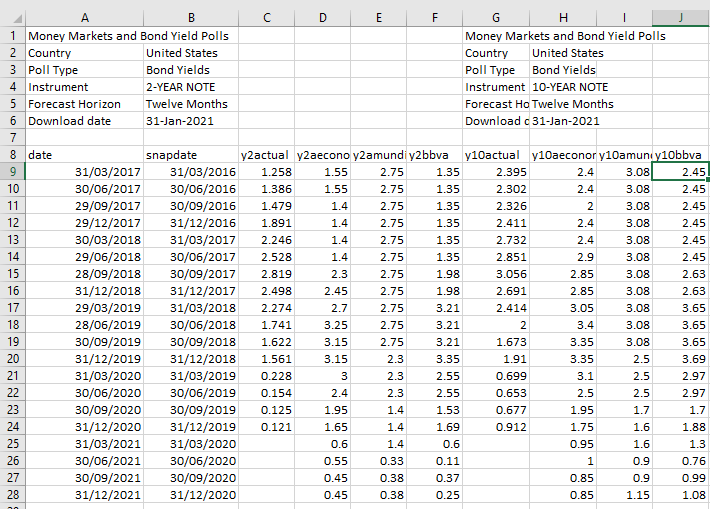 A B C D E F G H I J
1 Money Markets and Bond Yield Polls Money Markets and Bond Yield Polls
2 Country United States Country United States
3 Poll Type Bond Yields Poll Type Bond Yields
4 Instrument 2-YEAR NOTE Instrument 10-YEAR NOTE
5 Forecast Horizon Twelve Months Forecast Ho Twelve Months
6 Download date 31-Jan-2021 Download d 31-Jan-2021
7
8 date snapdate y2actual y2aecono y2amundi y2bbva y10actual y10aeconor y10amun y10bbva
9 31/03/2017 31/03/2016 1.258 1.55 2.75 1.35 2.395 2.4 3.08 2.45
10 30/06/2017 30/06/2016 1.386 1.55 2.75 1.35 2.302 2.4 3.08 2.45
11 29/09/2017 30/09/2016 1.479 1.4 2.75 1.35 2.326 2 3.08 2.45
12 29/12/2017 31/12/2016 1.891 1.4 2.75 1.35 2.411 2.4 3.08 2.45
13 30/03/2018 31/03/2017 2.246 1.4 2.75 1.35 2.732 2.4 3.08 2.45
14 29/06/2018 30/06/2017 2.528 1.4 2.75 1.35 2.851 2.9 3.08 2.45
15 28/09/2018 30/09/2017 2.819 2.3 2.75 1.98 3.056 2.85 3.08 2.63
16 31/12/2018 31/12/2017 2.498 2.45 2.75 1.98 2.691 2.85 3.08 2.63
17 29/03/2019 31/03/2018 2.274 2.7 2.75 3.21 2.414 3.05 3.08 3.65
18 28/06/2019 30/06/2018 1.741 3.25 2.75 3.21 2 3.4 3.08 3.65
19 30/09/2019 30/09/2018 1.622 3.15 2.75 3.21 1.673 3.35 3.08 3.65
20 31/12/2019 31/12/2018 1.561 3.15 2.3 3.35 1.91 3.35 2.5 3.69
21 31/03/2020 31/03/2019 0.228 3 2.3 2.55 0.699 3.1 2.5 2.97
22 30/06/2020 30/06/2019 0.154 2.4 2.3 2.55 0.653 2.5 2.5 2.97
23 30/09/2020 30/09/2019 0.125 1.95 1.4 1.53 0.677 1.95 1.7 1.7
24 31/12/2020 31/12/2019 0.121 1.65 1.4 1.69 0.912 1.75 1.6 1.88
25 31/03/2021 31/03/2020 0.6 1.4 0.6 0.95 1.6 1.3
26 30/06/2021 30/06/2020 0.55 0.33 0.11 1 0.9 0.76
27 30/09/2021 30/09/2020 0.45 0.38 0.37 0.85 0.9 0.99
28 31/12/2021 31/12/2020 0.45 0.38 0.25 0.85 1.15 1.08